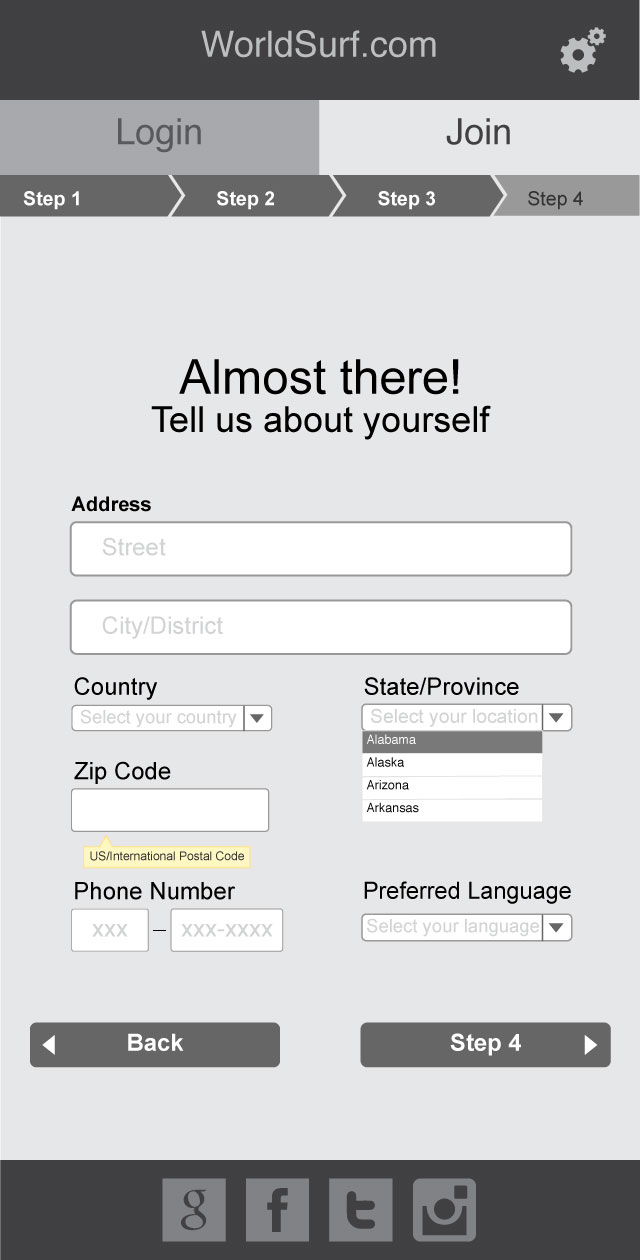 WorldSurf.com
Login
Join
Step 1
Step 2
Step 3
Step 4
Almost there!
Tell us about yourself
Address
Street
City/District
Country
State/Province
Select your country
Select your location
Alabama
Alaska
Arizona
Arkansas
Zip Code
US/International Postal Code
Phone Number
Preferred Language
xxx – xxx-xxxx
Select your language
Back
Step 4
g f t